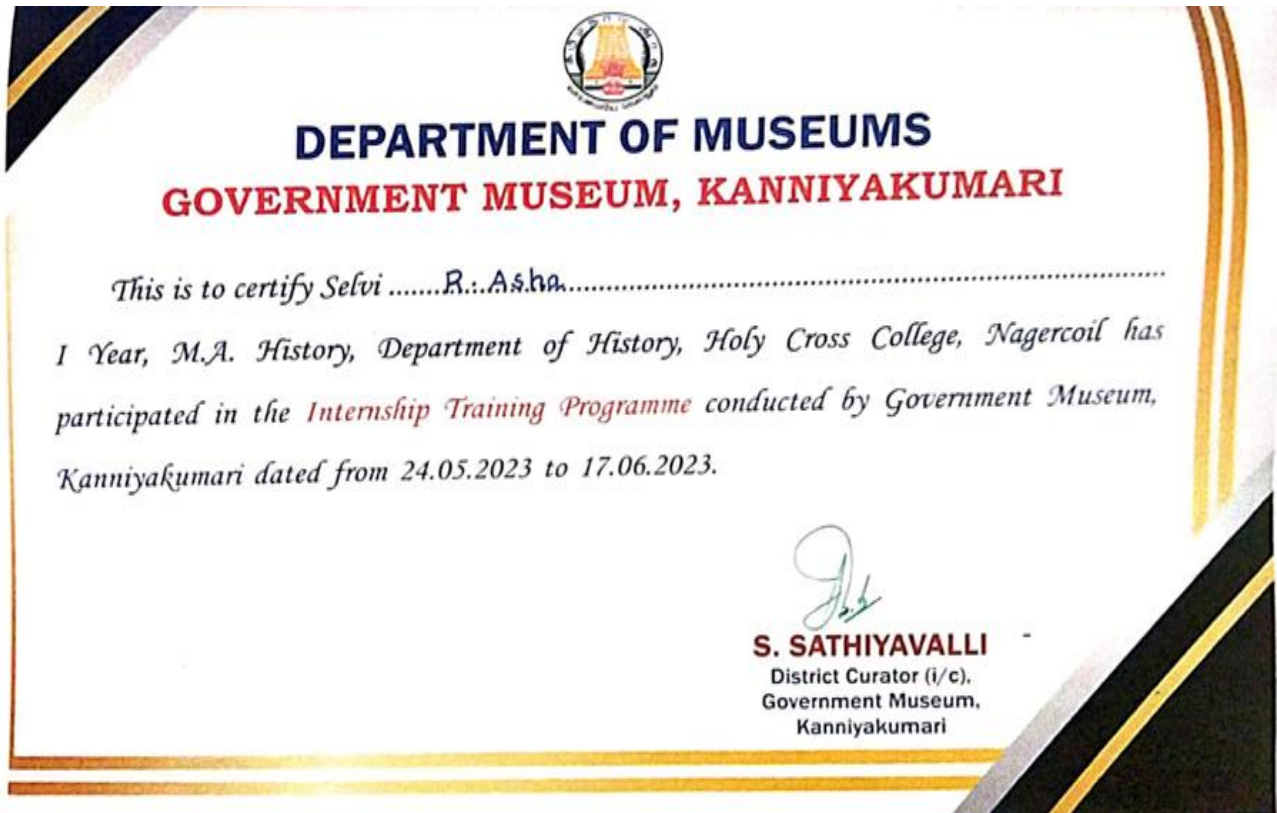 DEPARTMENT OF MUSEUMS
GOVERNMENT MUSEUM, KANNIYAKUMARI
This is to certify Selvi .......R. Asha...............................................................................
I Year, M.A. History, Department of History, Holy Cross College, Nagercoil has
participated in the Internship Training Programme conducted by Government Museum,
Kanniyakumari dated from 24.05.2023 to 17.06.2023.
S. SATHIYAVALLI
District Curator (i/c),
Government Museum,
Kanniyakumari